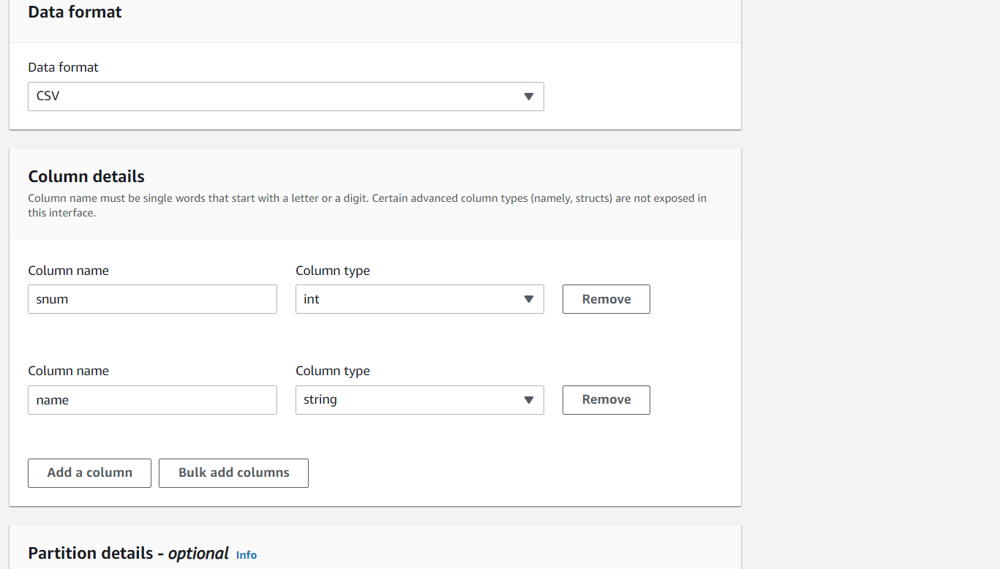 Data format
Data format
CSV
Column details
Column name must be single words that start with a letter or a digit. Certain advanced column types (namely, structs) are not exposed in
this interface.
Column name Column type
snum int Remove
Column name Column type
name string Remove
Add a column Bulk add columns
Partition details - optional Info